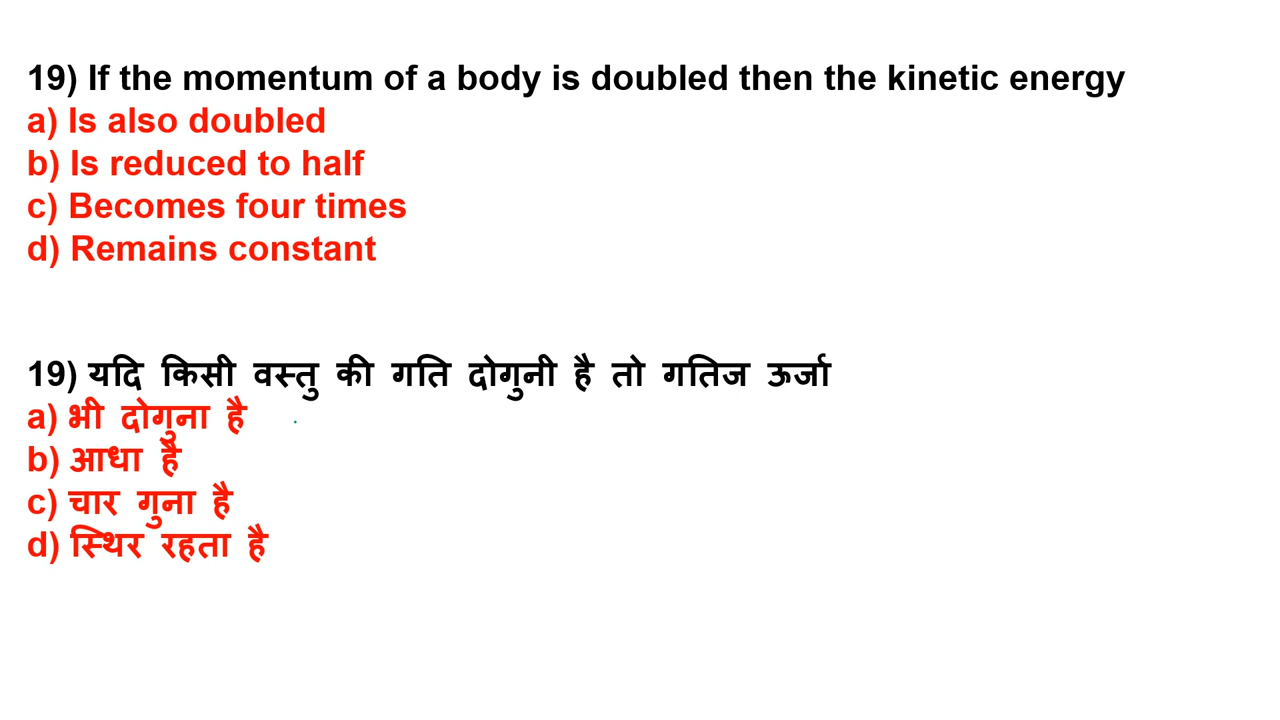 19) If the momentum of a body is doubled then the kinetic energy
a) Is also doubled
b) Is reduced to half
c) Becomes four times
d) Remains constant
19) यदि किसी वस्तु की गति दोगुनी है तो गतिज ऊर्जा
a) भी दोगुना है
b) आधा है
c) चार गुना है
d) स्थिर रहता है